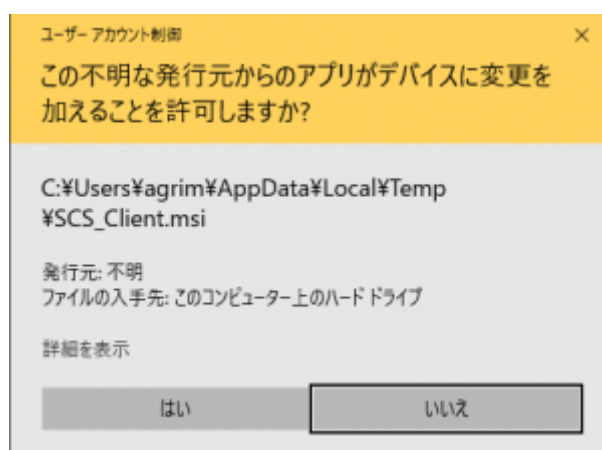 ユーザー アカウント制御
この不明な発行元からのアプリがデバイスに変更を
加えることを許可しますか?
C:¥Users¥agrim¥AppData¥Local¥Temp
¥SCS_Client.msi
発行元: 不明
ファイルの入手先: このコンピューター上のハード ドライブ
詳細を表示
はい
いいえ